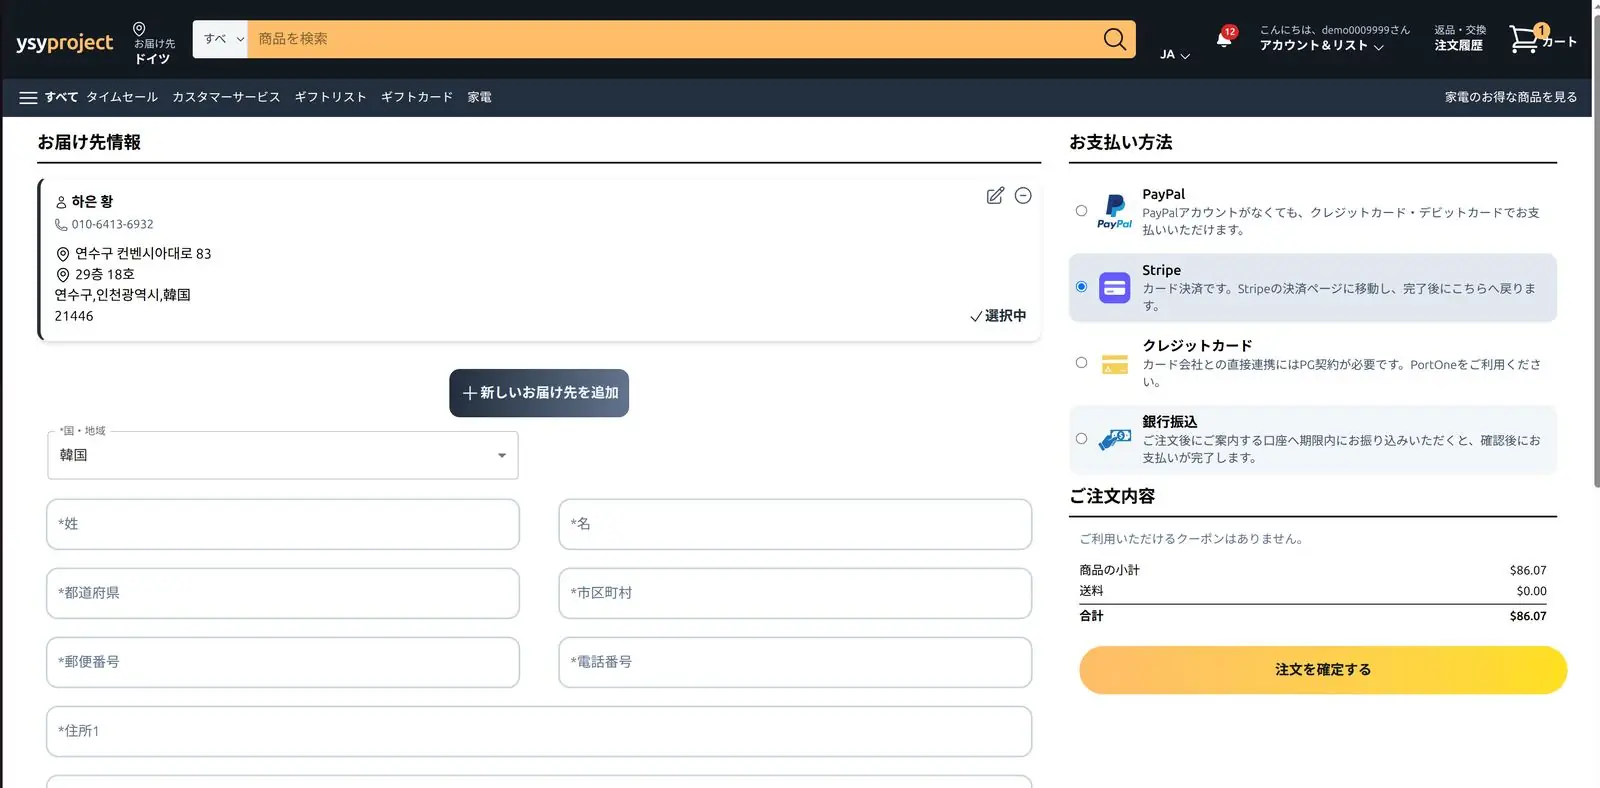 ysyproject
お届け先
ドイツ
すべ
商品を検索
JA
12
こんにちは、demo0009999さん
アカウント＆リスト
返品・交換
注文履歴
1
カート
すべて タイムセール カスタマーサービス ギフトリスト ギフトカード 家電
家電のお得な商品を見る
お届け先情報
하은 황
010-6413-6932
연수구 컨벤시아대로 83
29층 18호
연수구,인천광역시,韓国
21446
選択中
新しいお届け先を追加
*国・地域
韓国
*姓
*名
*都道府県
*市区町村
*郵便番号
*電話番号
*住所1
お支払い方法
PayPal
PayPal
PayPalアカウントがなくても、クレジットカード・デビットカードでお支
払いいただけます。
Stripe
カード決済です。Stripeの決済ページに移動し、完了後にこちらへ戻りま
す。
クレジットカード
カード会社との直接連携にはPG契約が必要です。PortOneをご利用くださ
い。
銀行振込
ご注文後にご案内する口座へ期限内にお振り込みいただくと、確認後にお
支払いが完了します。
ご注文内容
ご利用いただけるクーポンはありません。
商品の小計 $86.07
送料 $0.00
合計 $86.07
注文を確定する